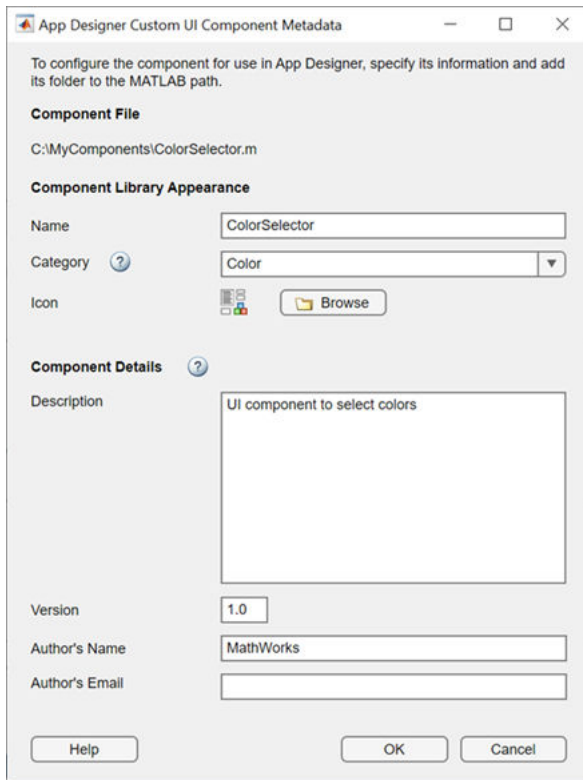 App Designer Custom UI Component Metadata
To configure the component for use in App Designer, specify its information and add
its folder to the MATLAB path.
Component File
C:\MyComponents\ColorSelector.m
Component Library Appearance
Name ColorSelector
Category ? Color
Icon Browse
Component Details ?
Description UI component to select colors
Version 1.0
Author's Name MathWorks
Author's Email
Help OK Cancel